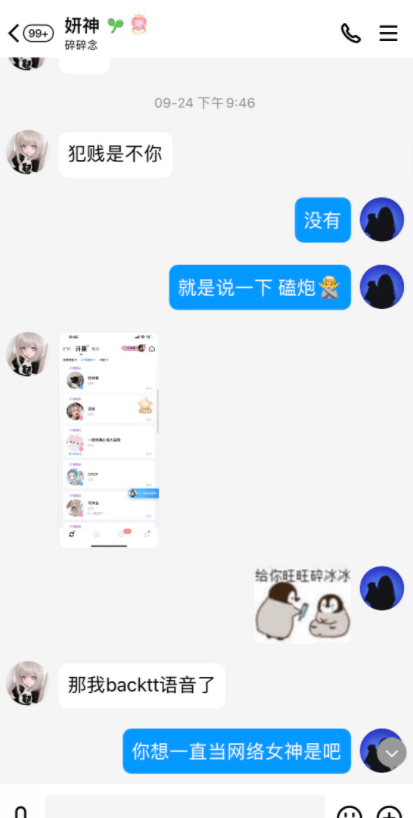 99+
妍神
碎碎念
09-24 下午9:46
犯贱是不你
没有
就是说一下 磕炮
给你旺旺碎冰冰
那我backtt语音了
你想一直当网络女神是吧